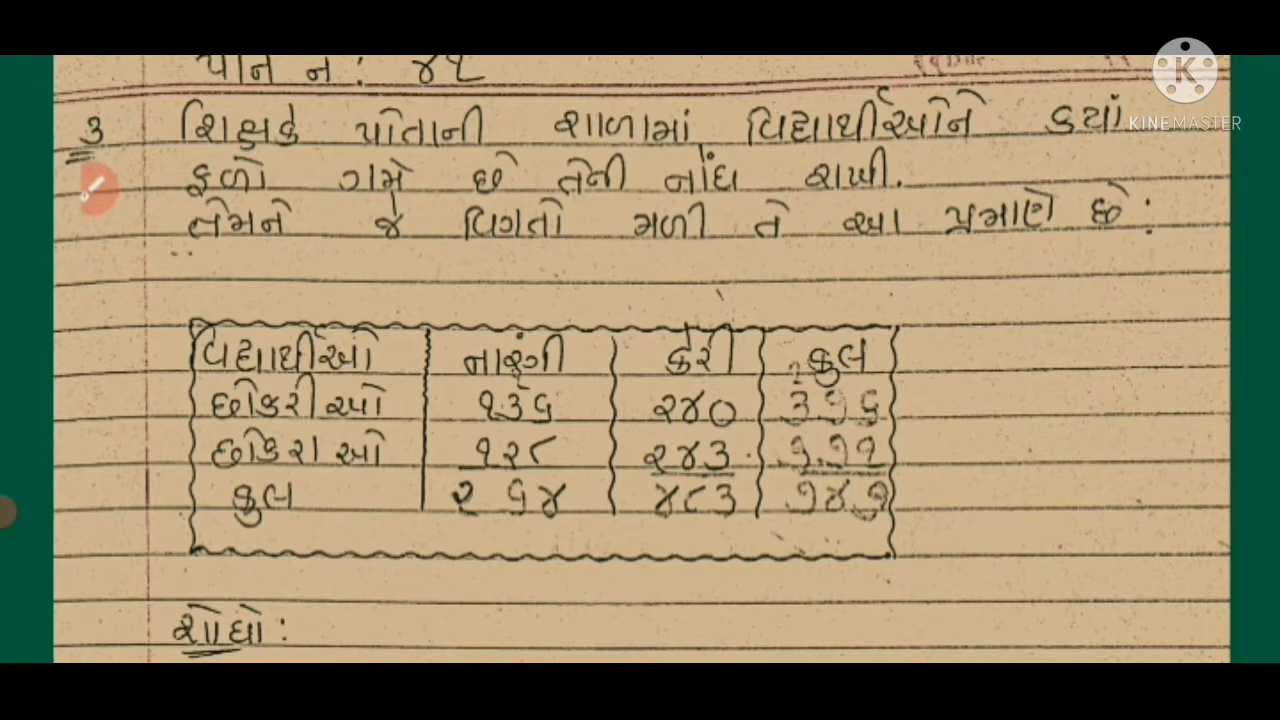 પાન નં : ૪૧
KINEMASTER
૩ શિક્ષકે પોતાની શાળામાં વિદ્યાર્થીઓને કયાં
ફળો ગમે છે તેની નોંધ રાખી.
તેમને જે વિગતો મળી તે આ પ્રમાણે છે :
વિદ્યાર્થીઓ નારંગી કેરી કુલ
છોકરીઓ ૧૩૬ ૨૪૦ ૩૭૬
છોકરાઓ ૧૨૮ ૨૪૩ ૩૭૧
કુલ ૨૬૪ ૪૮૩ ૭૪૭
શોધો :